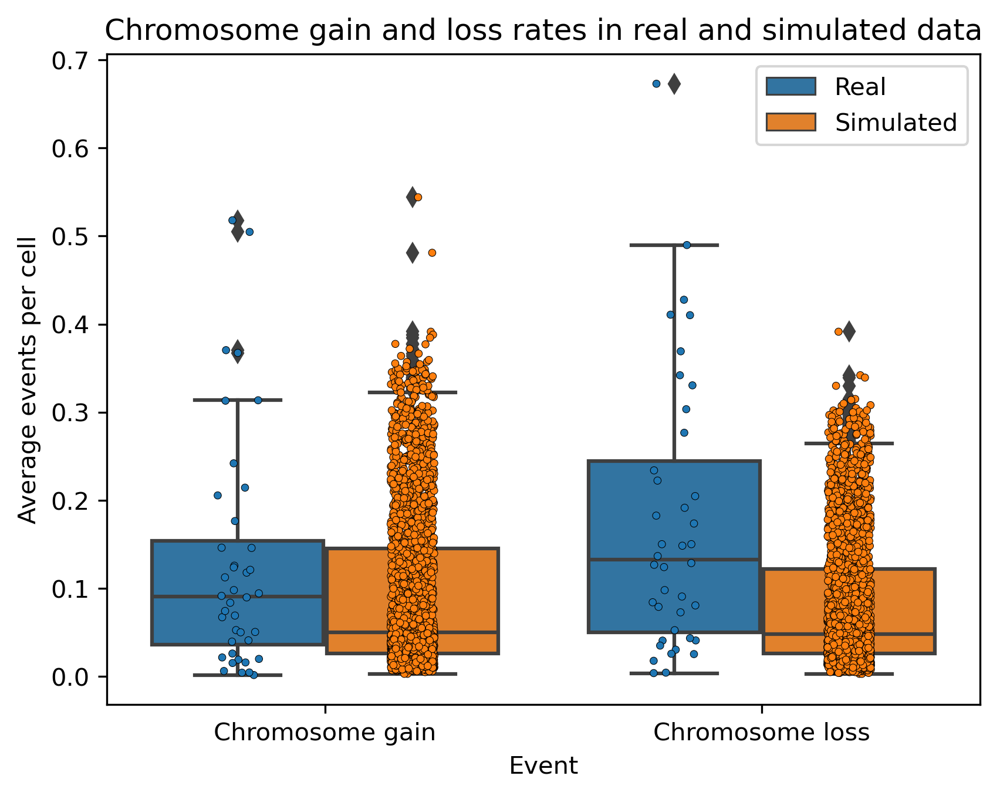 Chromosome gain and loss rates in real and simulated data
Real
Simulated
Average events per cell
0.7
0.6
0.5
0.4
0.3
0.2
0.1
0.0
Chromosome gain
Chromosome loss
Event